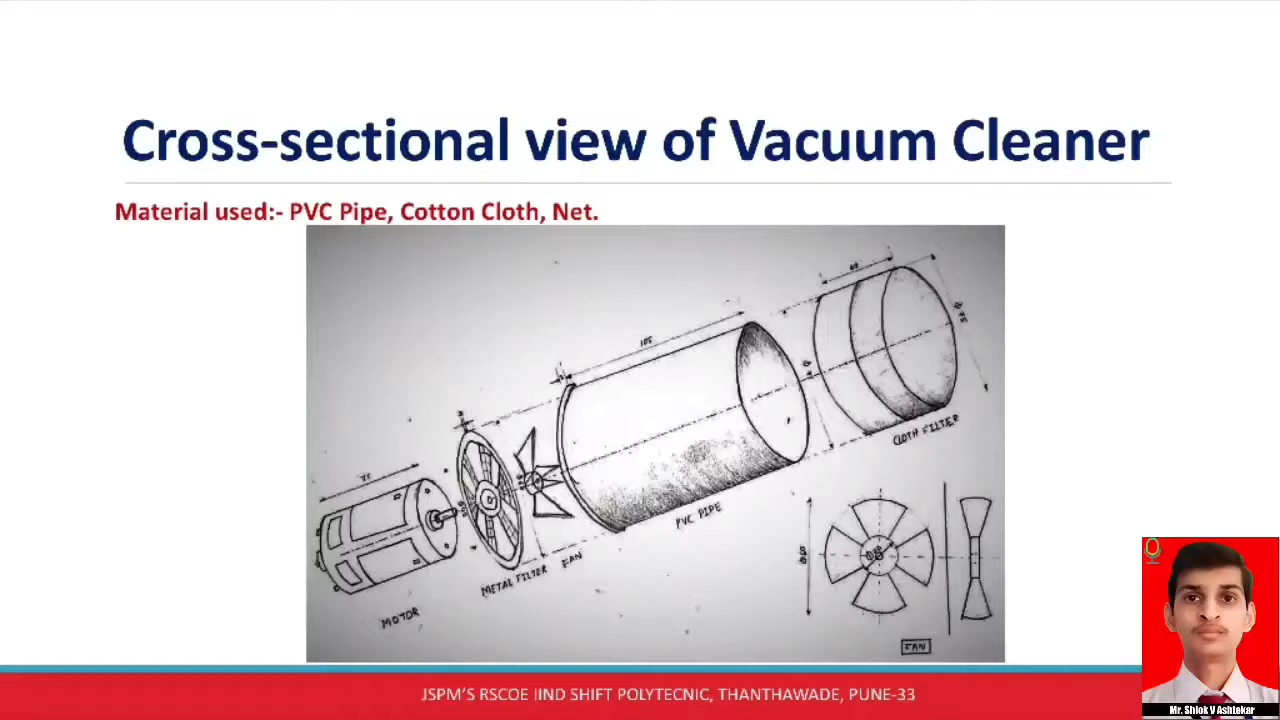 Cross-sectional view of Vacuum Cleaner
Material used:- PVC Pipe, Cotton Cloth, Net.
105
CLOTH FILTER
PVC PIPE
METAL FILTER
FAN
MOTOR
FAN
JSPM'S RSCOE IIND SHIFT POLYTECNIC, THANTHAWADE, PUNE-33
Mr. Shlok V Ashtekar